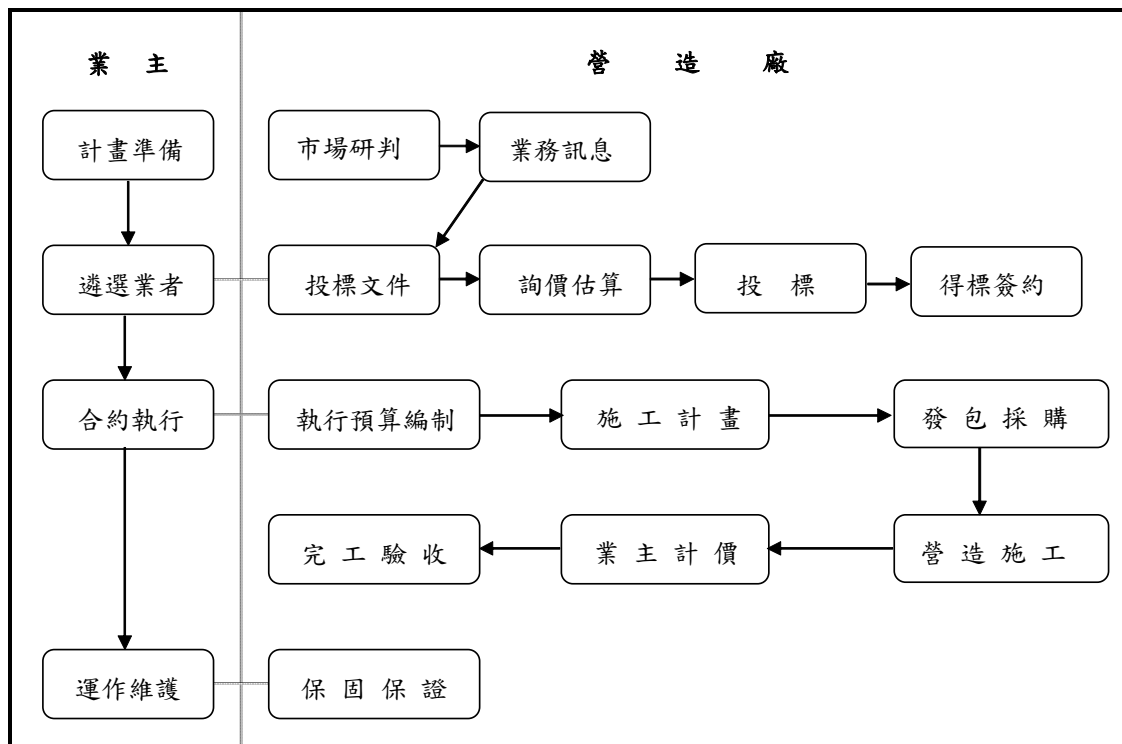 業 主
營 造 廠
計畫準備
市場研判
業務訊息
遴選業者
投標文件
詢價估算
投 標
得標簽約
合約執行
執行預算編制
施 工 計 畫
發 包 採 購
完 工 驗 收
業 主 計 價
營 造 施 工
運作維護
保 固 保 證